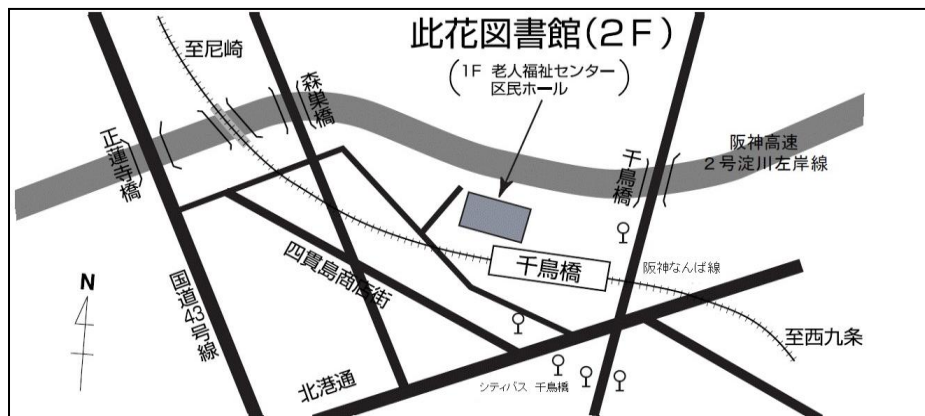 此花図書館(2F)
(1F 老人福祉センター
区民ホール)
至尼崎
森巣橋
正蓮寺橋
千鳥橋
阪神高速
2号淀川左岸線
四貫島商店街
千鳥橋
阪神なんば線
N
国道43号線
至西九条
北港通
シティバス 千鳥橋